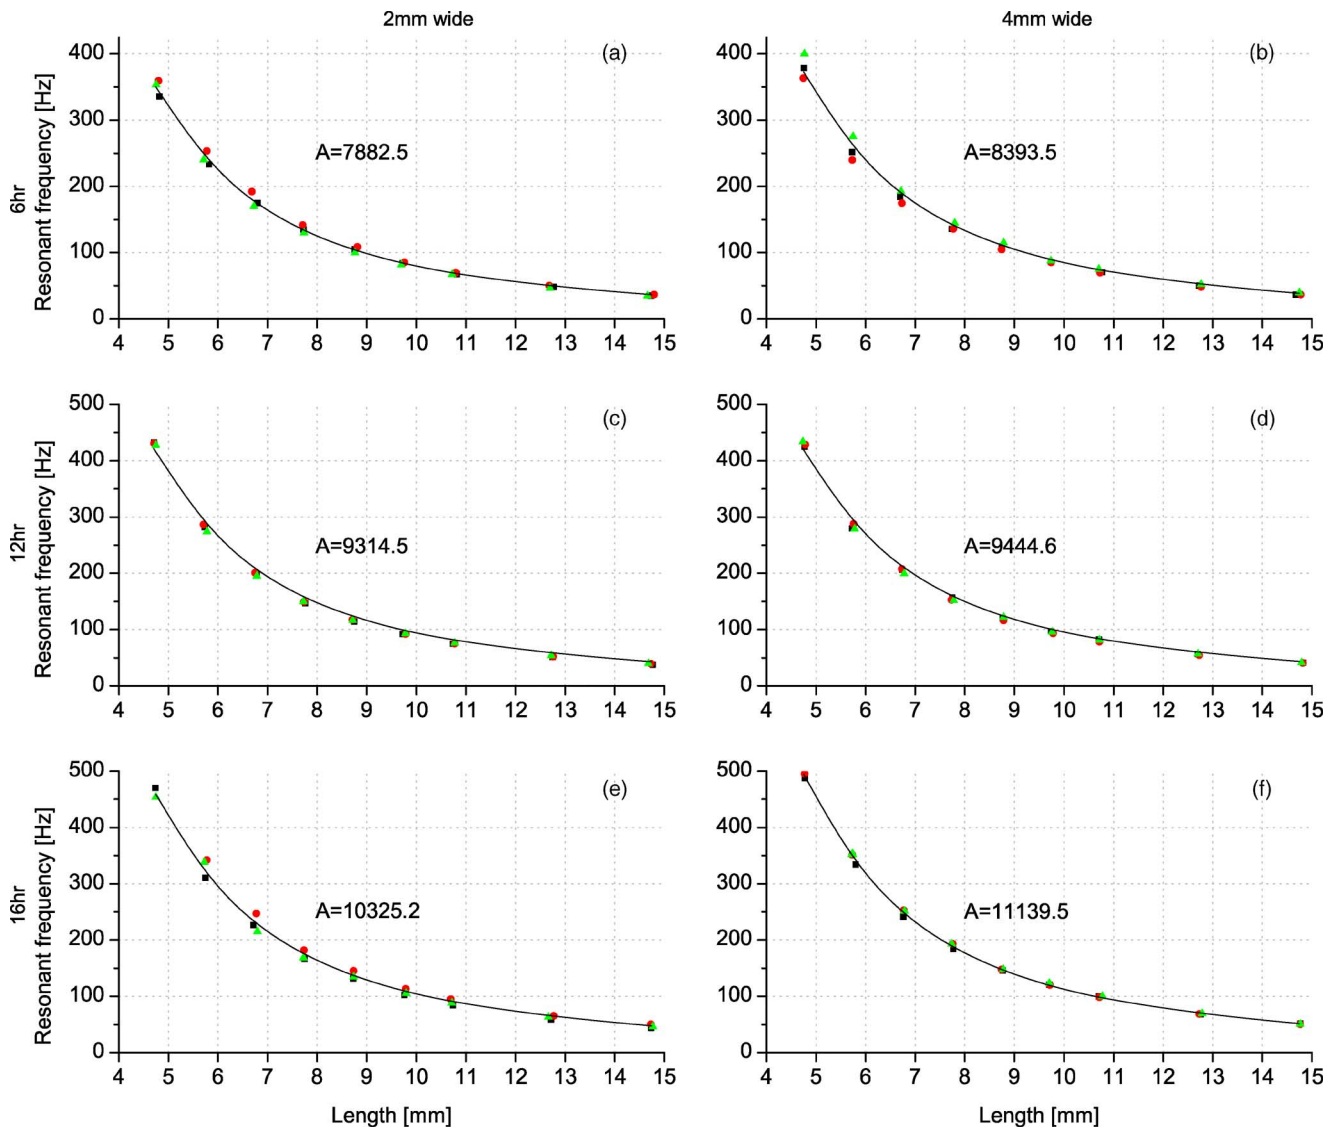 2mm wide 4mm wide
6hr
Resonant frequency [Hz]
400
300
200
100
0
(a)
A=7882.5
4 5 6 7 8 9 10 11 12 13 14 15
400
300
200
100
0
(b)
A=8393.5
4 5 6 7 8 9 10 11 12 13 14 15
12hr
Resonant frequency [Hz]
500
400
300
200
100
0
(c)
A=9314.5
4 5 6 7 8 9 10 11 12 13 14 15
500
400
300
200
100
0
(d)
A=9444.6
4 5 6 7 8 9 10 11 12 13 14 15
16hr
Resonant frequency [Hz]
500
400
300
200
100
0
(e)
A=10325.2
4 5 6 7 8 9 10 11 12 13 14 15
Length [mm]
500
400
300
200
100
0
(f)
A=11139.5
4 5 6 7 8 9 10 11 12 13 14 15
Length [mm]